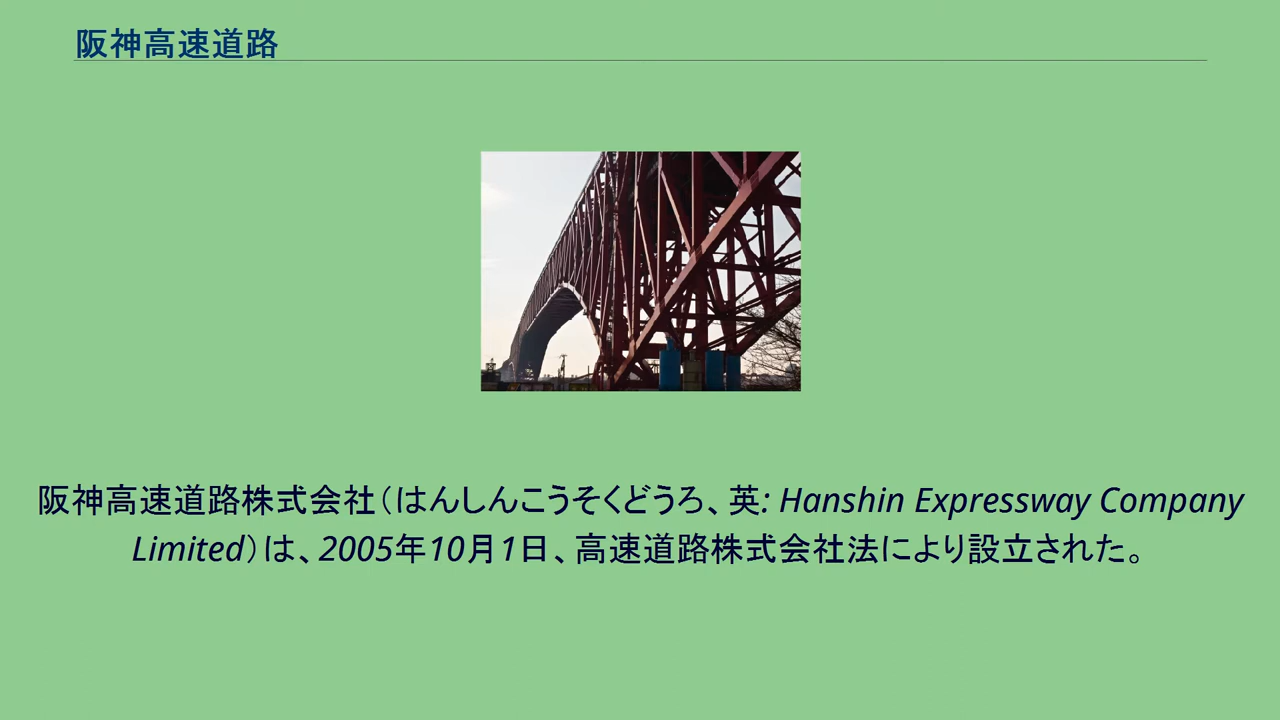 阪神高速道路
阪神高速道路株式会社（はんしんこうそくどうろ、英: Hanshin Expressway Company
Limited）は、2005年10月1日、高速道路株式会社法により設立された。